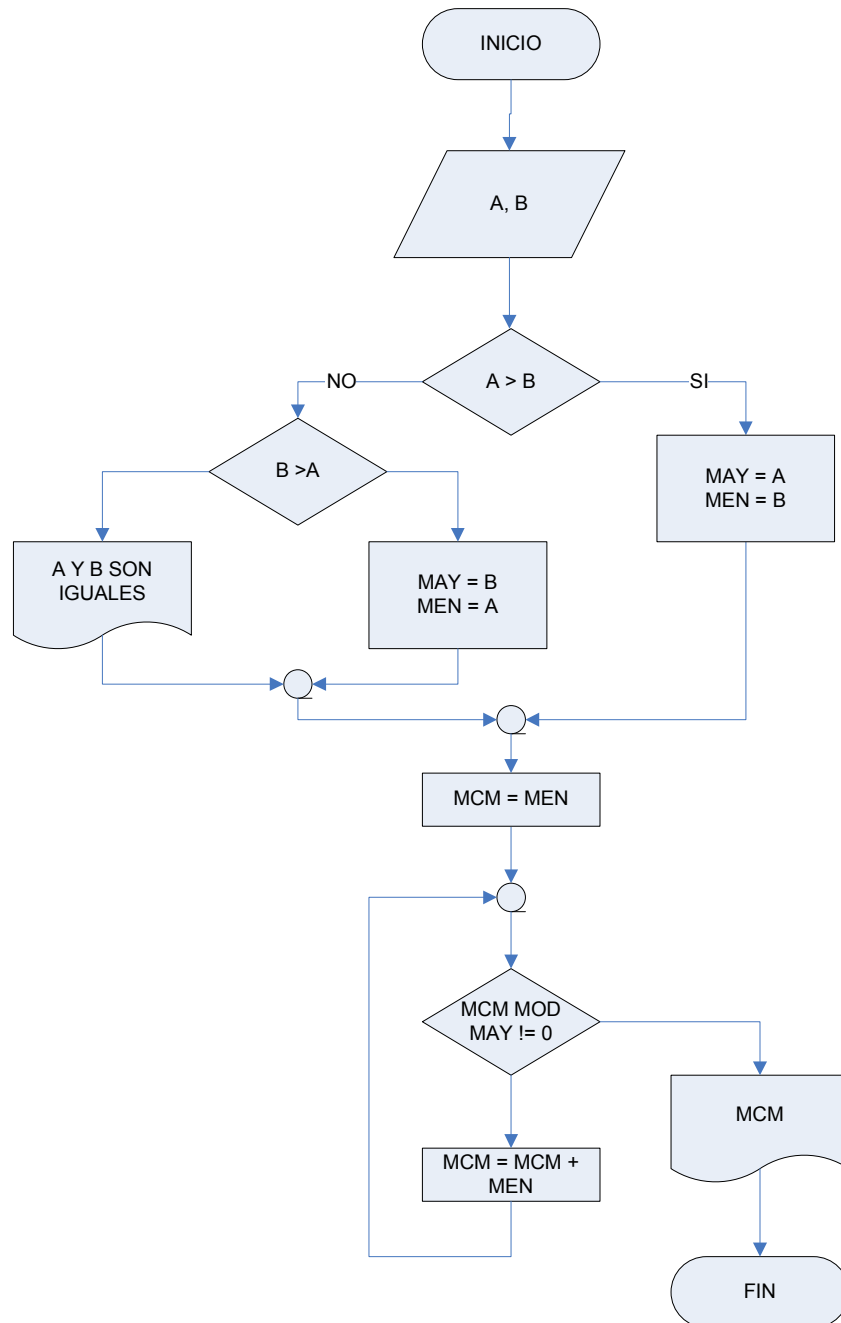 INICIO
A, B
A > B
NO
SI
B >A
MAY = A
MEN = B
A Y B SON
IGUALES
MAY = B
MEN = A
MCM = MEN
MCM MOD
MAY != 0
MCM
MCM = MCM +
MEN
FIN